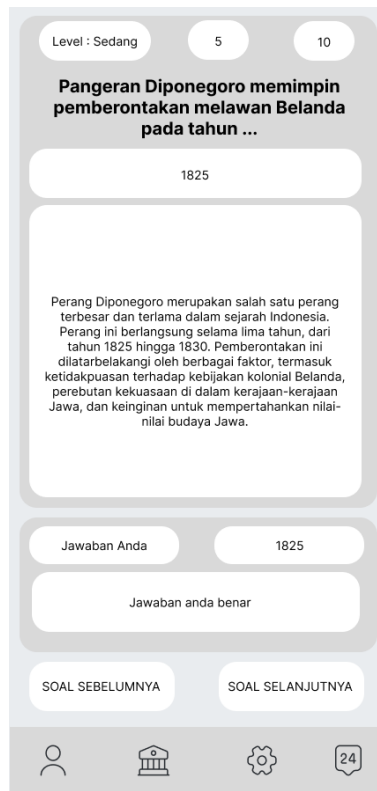 Level : Sedang
5
10
Pangeran Diponegoro memimpin
pemberontakan melawan Belanda
pada tahun ...
1825
Perang Diponegoro merupakan salah satu perang
terbesar dan terlama dalam sejarah Indonesia.
Perang ini berlangsung selama lima tahun, dari
tahun 1825 hingga 1830. Pemberontakan ini
dilatarbelakangi oleh berbagai faktor, termasuk
ketidakpuasan terhadap kebijakan kolonial Belanda,
perebutan kekuasaan di dalam kerajaan-kerajaan
Jawa, dan keinginan untuk mempertahankan nilai-
nilai budaya Jawa.
Jawaban Anda
1825
Jawaban anda benar
SOAL SEBELUMNYA
SOAL SELANJUTNYA
24